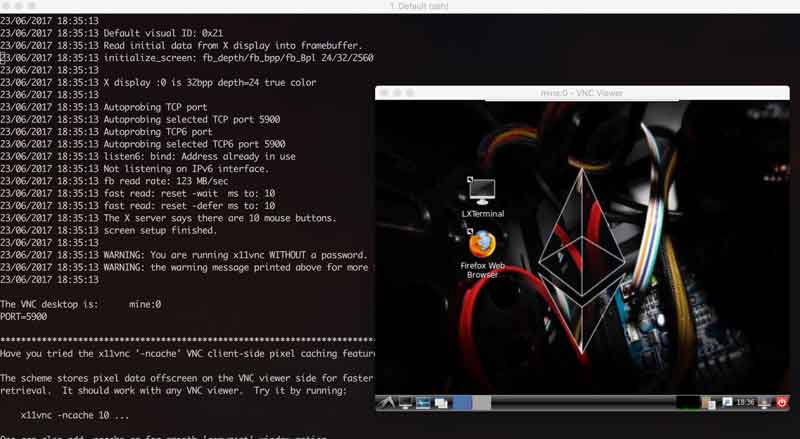 1. Default (ssh)
23/06/2017 18:35:13
23/06/2017 18:35:13 Default visual ID: 0x21
23/06/2017 18:35:13 Read initial data from X display into framebuffer.
23/06/2017 18:35:13 initialize_screen: fb_depth/fb_bpp/fb_Bpl 24/32/2560
23/06/2017 18:35:13
23/06/2017 18:35:13 X display :0 is 32bpp depth=24 true color
23/06/2017 18:35:13
23/06/2017 18:35:13 Autoprobing TCP port
23/06/2017 18:35:13 Autoprobing selected TCP port 5900
23/06/2017 18:35:13 Autoprobing TCP6 port
23/06/2017 18:35:13 Autoprobing selected TCP6 port 5900
23/06/2017 18:35:13 listen6: bind: Address already in use
23/06/2017 18:35:13 Not listening on IPv6 interface.
23/06/2017 18:35:13 fb read rate: 123 MB/sec
23/06/2017 18:35:13 fast read: reset -wait  ms to: 10
23/06/2017 18:35:13 fast read: reset -defer ms to: 10
23/06/2017 18:35:13 The X server says there are 10 mouse buttons.
23/06/2017 18:35:13 screen setup finished.
23/06/2017 18:35:13
23/06/2017 18:35:13 WARNING: You are running x11vnc WITHOUT a password.
23/06/2017 18:35:13 WARNING: the warning message printed above for more
23/06/2017 18:35:13
The VNC desktop is:      mine:0
PORT=5900
******************************************************************************
Have you tried the x11vnc '-ncache' VNC client-side pixel caching feature
The scheme stores pixel data offscreen on the VNC viewer side for faster
retrieval.  It should work with any VNC viewer.  Try it by running:
x11vnc -ncache 10 ...
mine:0 - VNC Viewer
LXTerminal
Firefox Web
Browser
18:36